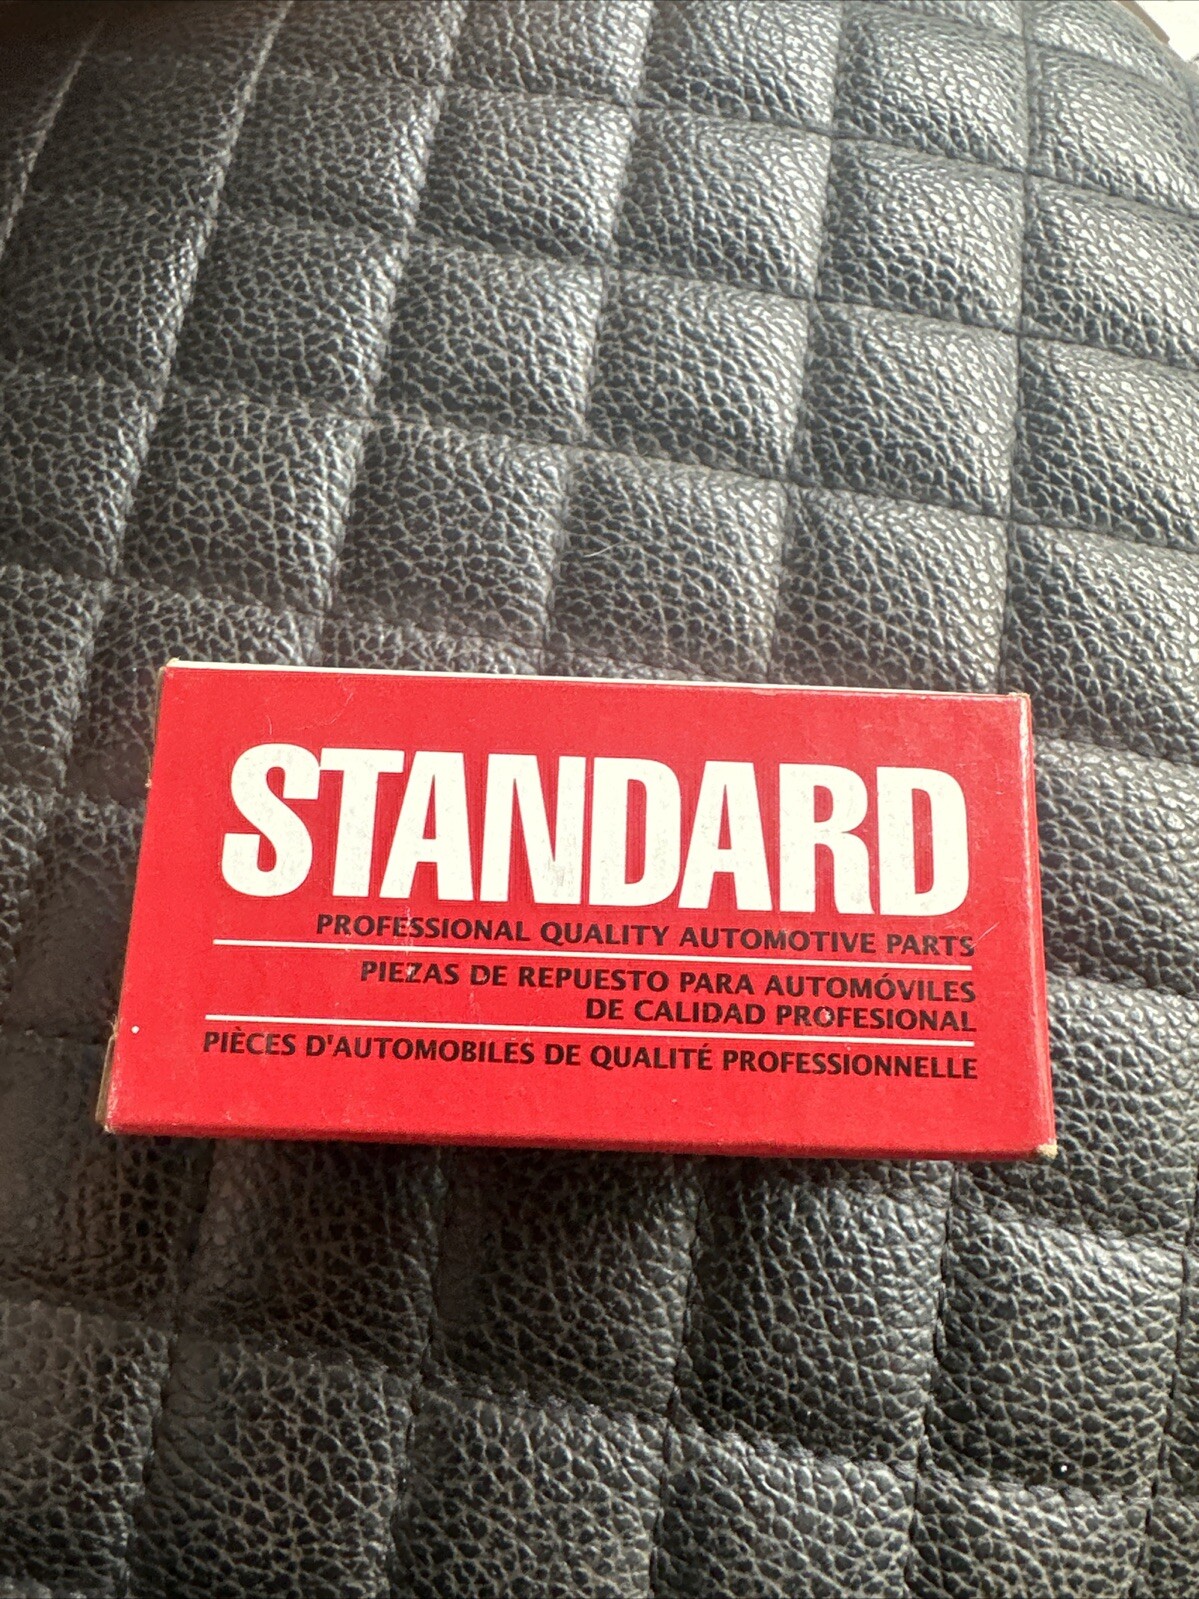 STANDARD
PROFESSIONAL QUALITY AUTOMOTIVE PARTS
PIEZAS DE REPUESTO PARA AUTOMÓVILES
DE CALIDAD PROFESIONAL
PIÈCES D'AUTOMOBILES DE QUALITÉ PROFESSIONNELLE